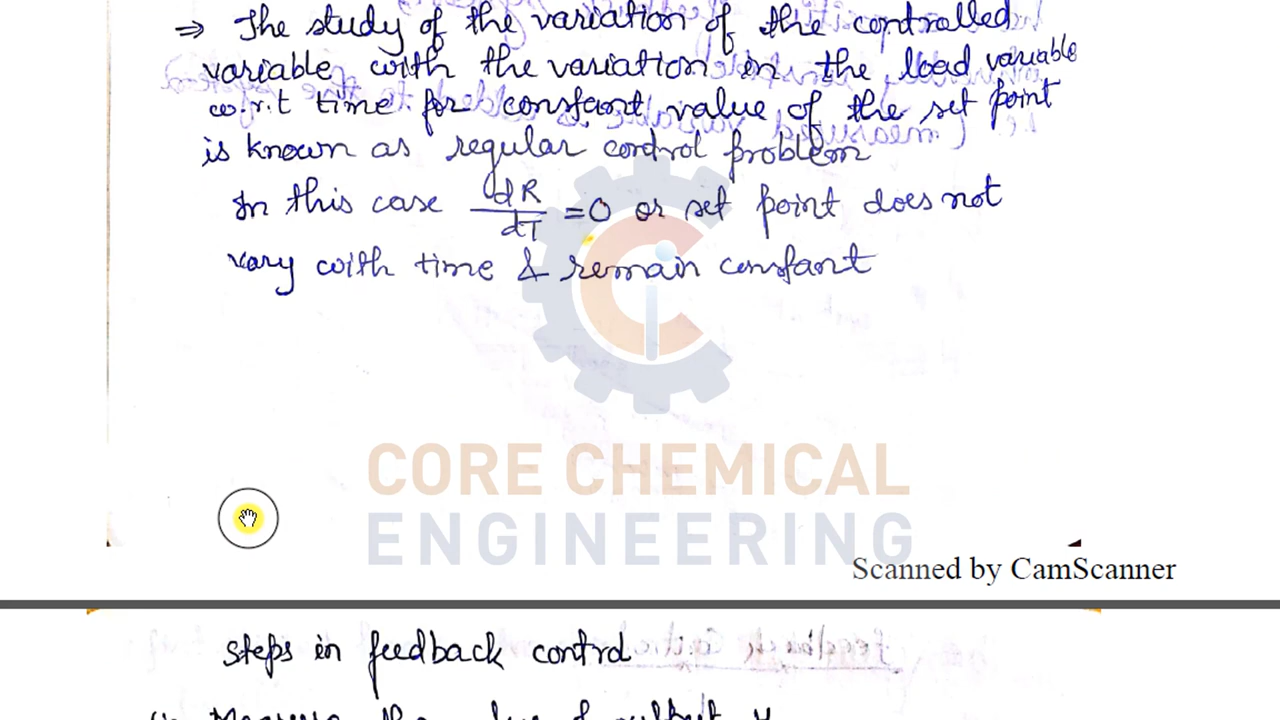 ⇒ The study of the variation of the controlled
variable with the variation in the load variable
w.r.t time for constant value of the set point
is known as regular control problem
In this case dR/dT = 0 or set point does not
vary with time & remain constant
CORE CHEMICAL
ENGINEERING
Scanned by CamScanner
steps in feedback control